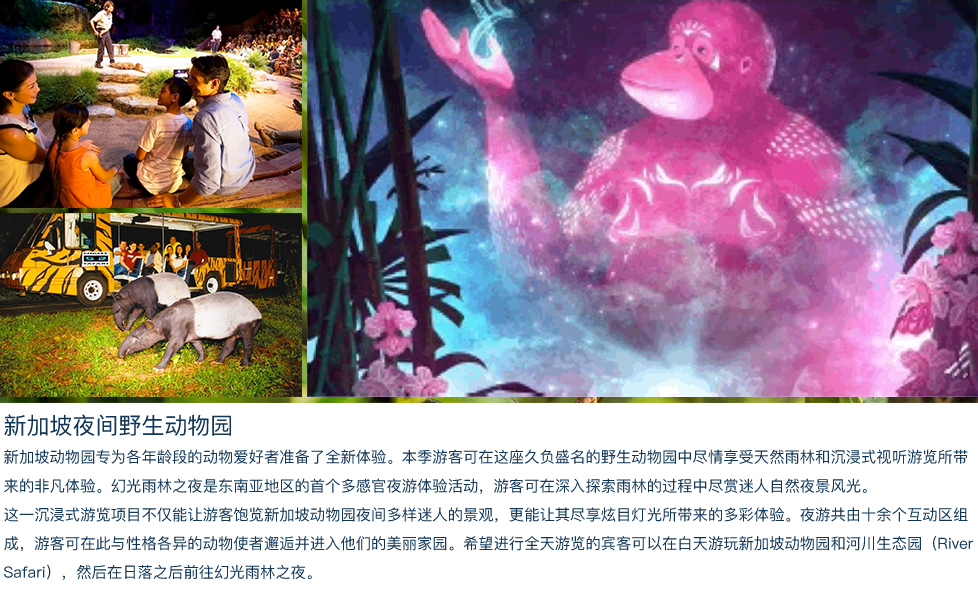 SAFARI
新加坡夜间野生动物园
新加坡动物园专为各年龄段的动物爱好者准备了全新体验。本季游客可在这座久负盛名的野生动物园中尽情享受天然雨林和沉浸式视听游览所带
来的非凡体验。幻光雨林之夜是东南亚地区的首个多感官夜游体验活动，游客可在深入探索雨林的过程中尽赏迷人自然夜景风光。
这一沉浸式游览项目不仅能让游客饱览新加坡动物园夜间多样迷人的景观，更能让其尽享炫目灯光所带来的多彩体验。夜游共由十余个互动区组
成，游客可在此与性格各异的动物使者邂逅并进入他们的美丽家园。希望进行全天游览的宾客可以在白天游玩新加坡动物园和河川生态园（River
Safari），然后在日落之后前往幻光雨林之夜。